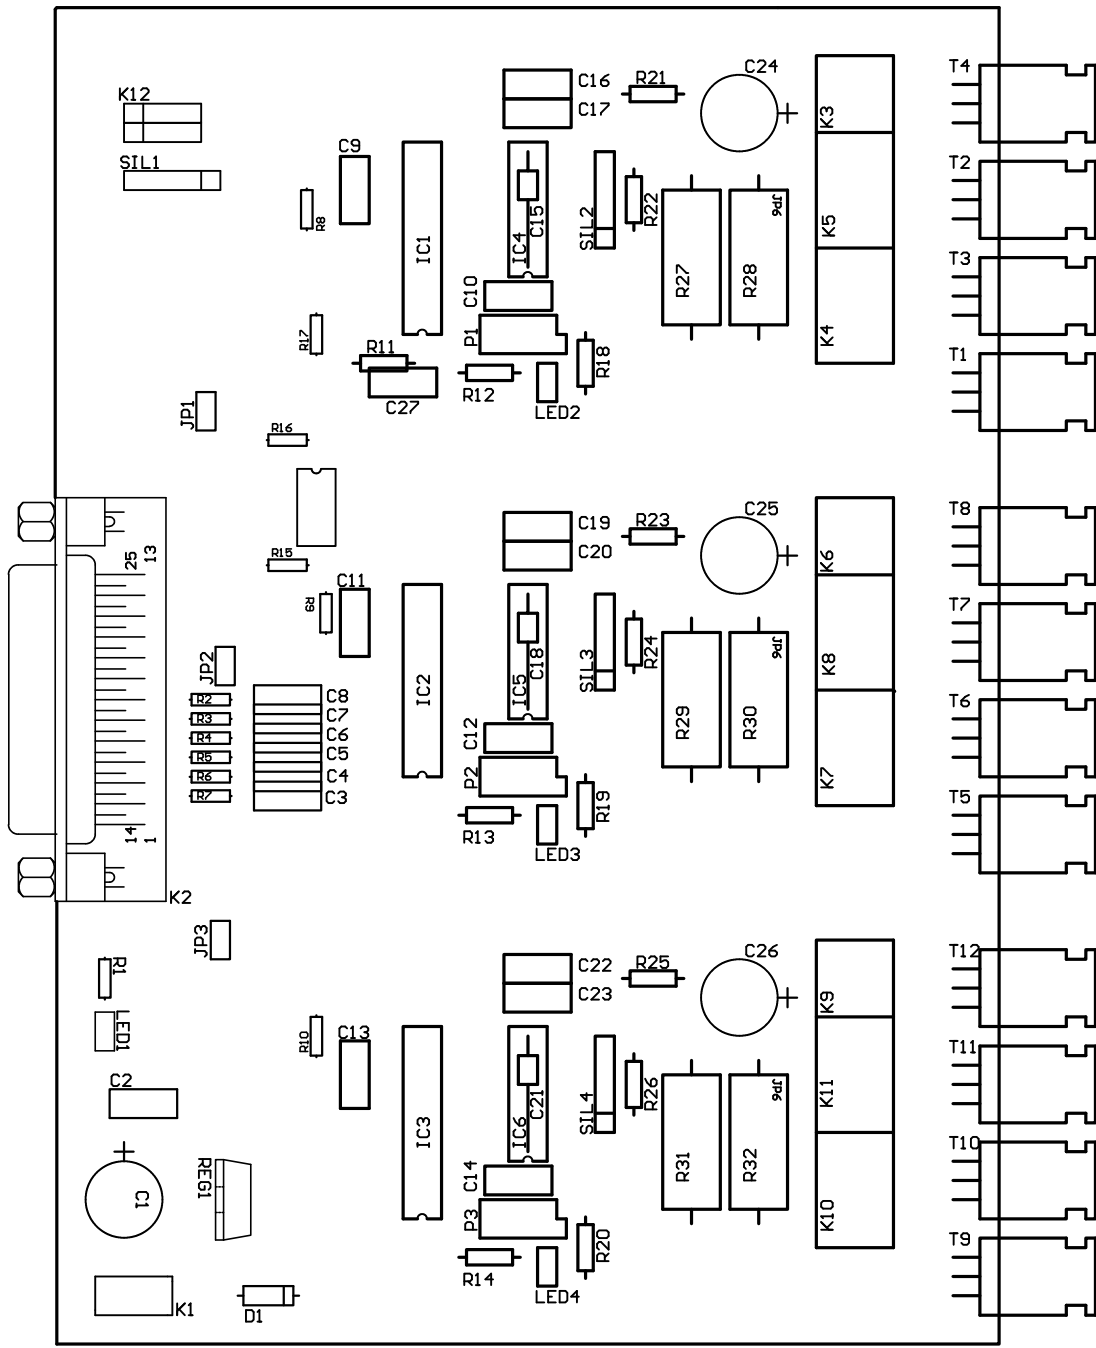 T4
C24
C16
R21
K12
C17
K3
C9
SIL1
T2
JP6
R22
R8
C15
SIL2
K5
IC4
IC1
T3
C10
R27
R28
R17
P1
K4
R11
R18
T1
R12
C27
LED2
JP1
R16
T8
C25
C19
R23
25
13
R15
C20
K6
C11
R9
T7
JP6
R24
C18
SIL3
K8
JP2
IC5
IC2
C8
R2
T6
C7
R3
C12
R29
R30
C6
R4
C5
R5
C4
R6
P2
K7
C3
R7
R19
T5
14
1
R13
LED3
K2
JP3
T12
C26
C22
R25
R1
C23
K9
LED1
R10
C13
T11
C2
JP6
R26
C21
SIL4
K11
IC6
IC3
T10
REG1
C14
R31
R32
C1
P3
K10
R20
T9
R14
LED4
K1
D1